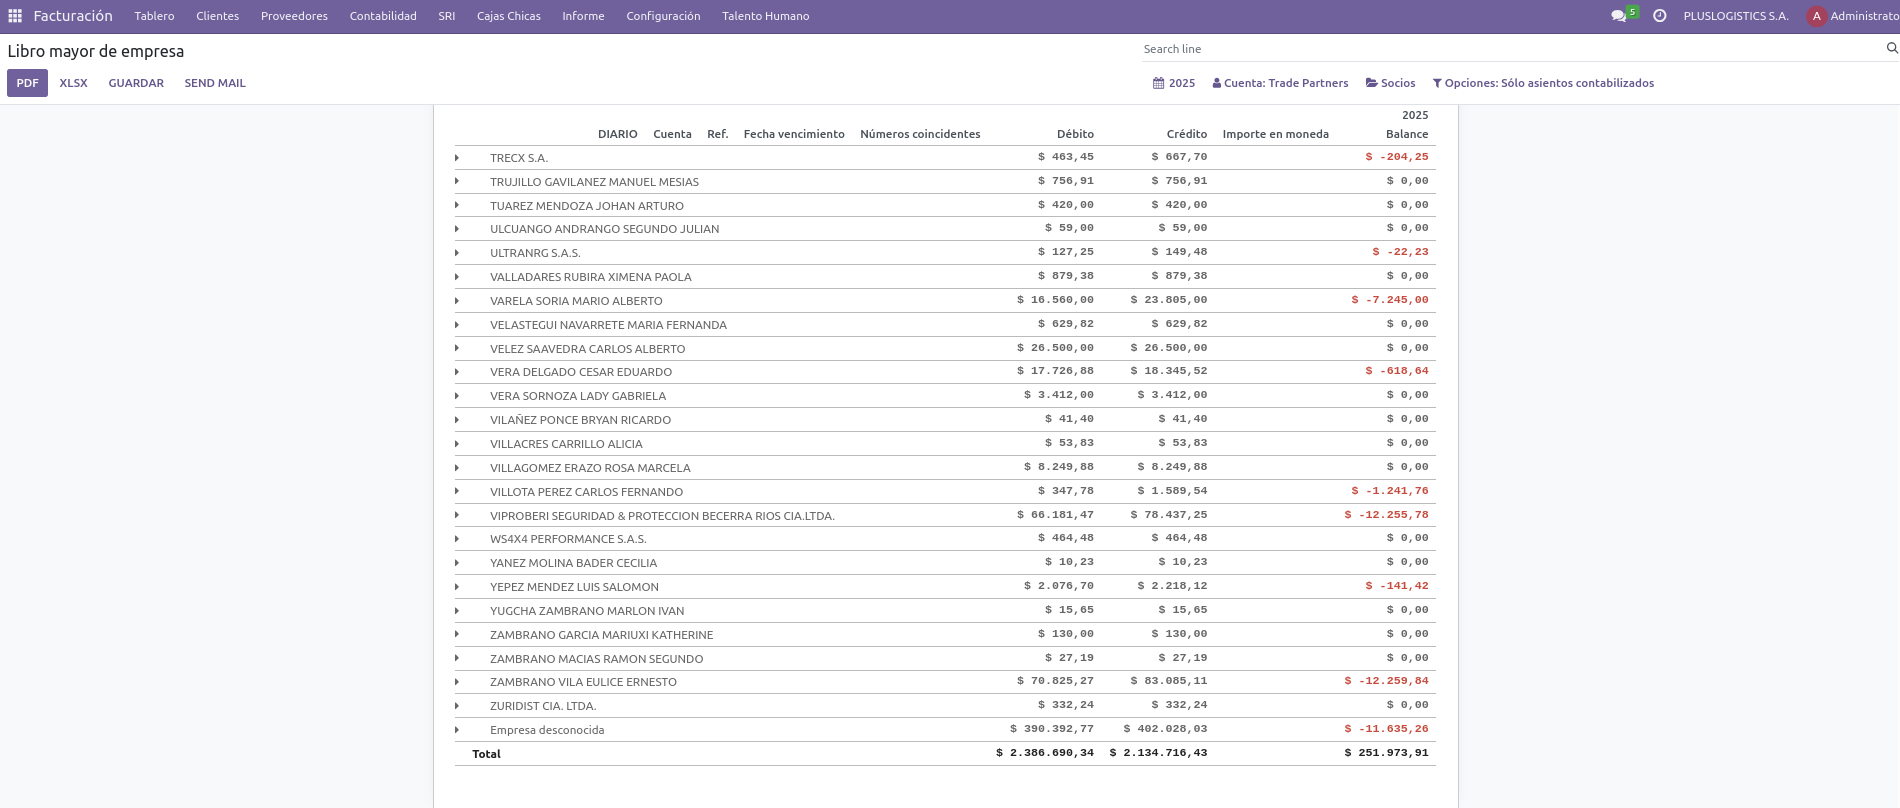 Facturación Tablero Clientes Proveedores Contabilidad SRI Cajas Chicas Informe Configuración Talento Humano 5 PLUSLOGISTICS S.A. A Administrato
Libro mayor de empresa
Search line
PDF XLSX GUARDAR SEND MAIL
2025 Cuenta: Trade Partners Socios Opciones: Sólo asientos contabilizados
2025
DIARIO Cuenta Ref. Fecha vencimiento Números coincidentes Débito Crédito Importe en moneda Balance
TRECX S.A. $ 463,45 $ 667,70 $ -204,25
TRUJILLO GAVILANEZ MANUEL MESIAS $ 756,91 $ 756,91 $ 0,00
TUAREZ MENDOZA JOHAN ARTURO $ 420,00 $ 420,00 $ 0,00
ULCUANGO ANDRANGO SEGUNDO JULIAN $ 59,00 $ 59,00 $ 0,00
ULTRANRG S.A.S. $ 127,25 $ 149,48 $ -22,23
VALLADARES RUBIRA XIMENA PAOLA $ 879,38 $ 879,38 $ 0,00
VARELA SORIA MARIO ALBERTO $ 16.560,00 $ 23.805,00 $ -7.245,00
VELASTEGUI NAVARRETE MARIA FERNANDA $ 629,82 $ 629,82 $ 0,00
VELEZ SAAVEDRA CARLOS ALBERTO $ 26.500,00 $ 26.500,00 $ 0,00
VERA DELGADO CESAR EDUARDO $ 17.726,88 $ 18.345,52 $ -618,64
VERA SORNOZA LADY GABRIELA $ 3.412,00 $ 3.412,00 $ 0,00
VILAÑEZ PONCE BRYAN RICARDO $ 41,40 $ 41,40 $ 0,00
VILLACRES CARRILLO ALICIA $ 53,83 $ 53,83 $ 0,00
VILLAGOMEZ ERAZO ROSA MARCELA $ 8.249,88 $ 8.249,88 $ 0,00
VILLOTA PEREZ CARLOS FERNANDO $ 347,78 $ 1.589,54 $ -1.241,76
VIPROBERI SEGURIDAD & PROTECCION BECERRA RIOS CIA.LTDA. $ 66.181,47 $ 78.437,25 $ -12.255,78
WS4X4 PERFORMANCE S.A.S. $ 464,48 $ 464,48 $ 0,00
YANEZ MOLINA BADER CECILIA $ 10,23 $ 10,23 $ 0,00
YEPEZ MENDEZ LUIS SALOMON $ 2.076,70 $ 2.218,12 $ -141,42
YUGCHA ZAMBRANO MARLON IVAN $ 15,65 $ 15,65 $ 0,00
ZAMBRANO GARCIA MARIUXI KATHERINE $ 130,00 $ 130,00 $ 0,00
ZAMBRANO MACIAS RAMON SEGUNDO $ 27,19 $ 27,19 $ 0,00
ZAMBRANO VILA EULICE ERNESTO $ 70.825,27 $ 83.085,11 $ -12.259,84
ZURIDIST CIA. LTDA. $ 332,24 $ 332,24 $ 0,00
Empresa desconocida $ 390.392,77 $ 402.028,03 $ -11.635,26
Total $ 2.386.690,34 $ 2.134.716,43 $ 251.973,91